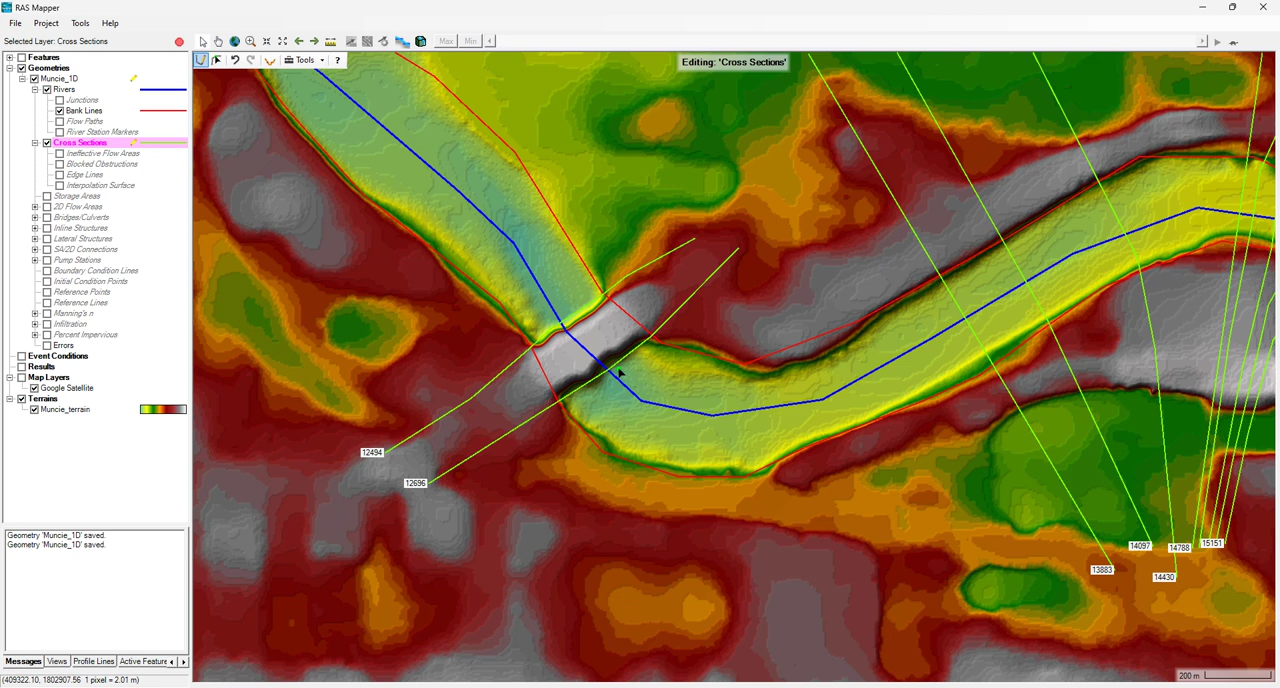 RAS Mapper
File Project Tools Help
Selected Layer: Cross Sections
Max Min
Features
Geometries
Muncie_1D
Rivers
Junctions
Bank Lines
Flow Paths
River Station Markers
Cross Sections
Ineffective Flow Areas
Blocked Obstructions
Edge Lines
Interpolation Surface
Storage Areas
2D Flow Areas
Bridges/Culverts
Inline Structures
Lateral Structures
SA/2D Connections
Pump Stations
Boundary Condition Lines
Initial Condition Points
Reference Points
Reference Lines
Manning's n
Infiltration
Percent Impervious
Errors
Event Conditions
Results
Map Layers
Google Satellite
Terrains
Muncie_terrain
Geometry 'Muncie_1D' saved.
Geometry 'Muncie_1D' saved.
Messages Views Profile Lines Active Feature
(409322.10, 1802907.56 1 pixel = 2.01 m)
Tools ?
Editing: 'Cross Sections'
12494
12696
14097 14788 15151
13883
14430
200 m